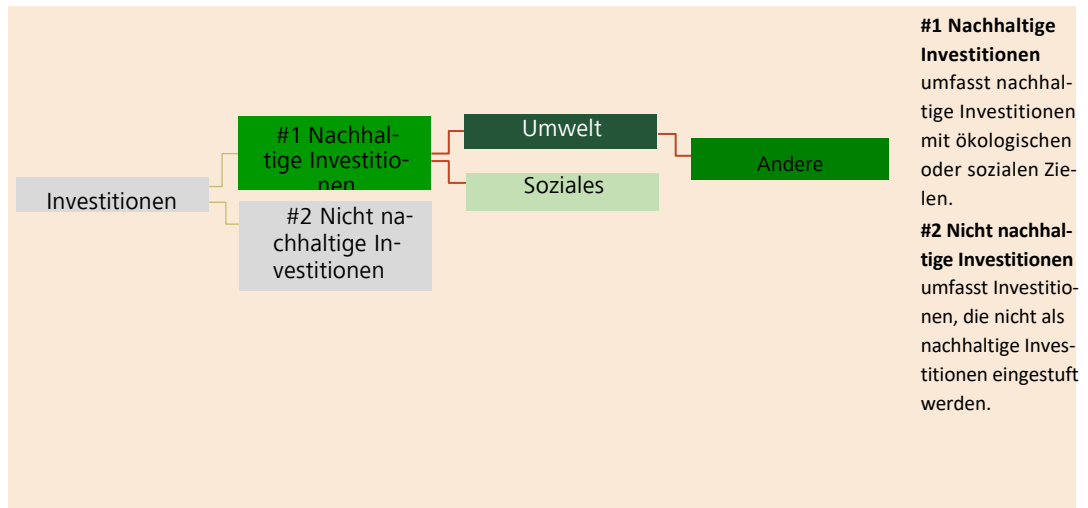 Investitionen
#1 Nachhal-
tige Investitio-
nen
#2 Nicht na-
chhaltige In-
vestitionen
Umwelt
Soziales
Andere
#1 Nachhaltige
Investitionen
umfasst nachhal-
tige Investitionen
mit ökologischen
oder sozialen Zie-
len.
#2 Nicht nachhal-
tige Investitionen
umfasst Investitio-
nen, die nicht als
nachhaltige Inves-
titionen eingestuft
werden.